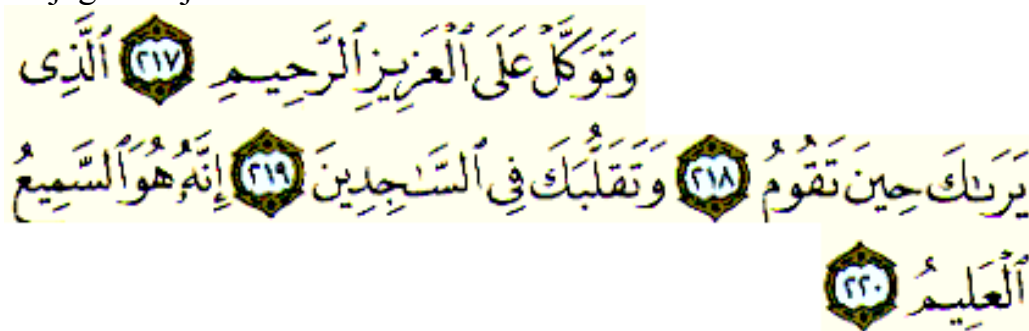 وَتَوَكَّلْ عَلَى ٱلْعَزِيزِ ٱلرَّحِيمِ ٢١٧ ٱلَّذِى
يَرَىٰكَ حِينَ تَقُومُ ٢١٨ وَتَقَلُّبَكَ فِى ٱلسَّـٰجِدِينَ ٢١٩ إِنَّهُۥ هُوَ ٱلسَّمِيعُ
ٱلْعَلِيمُ ٢٢٠